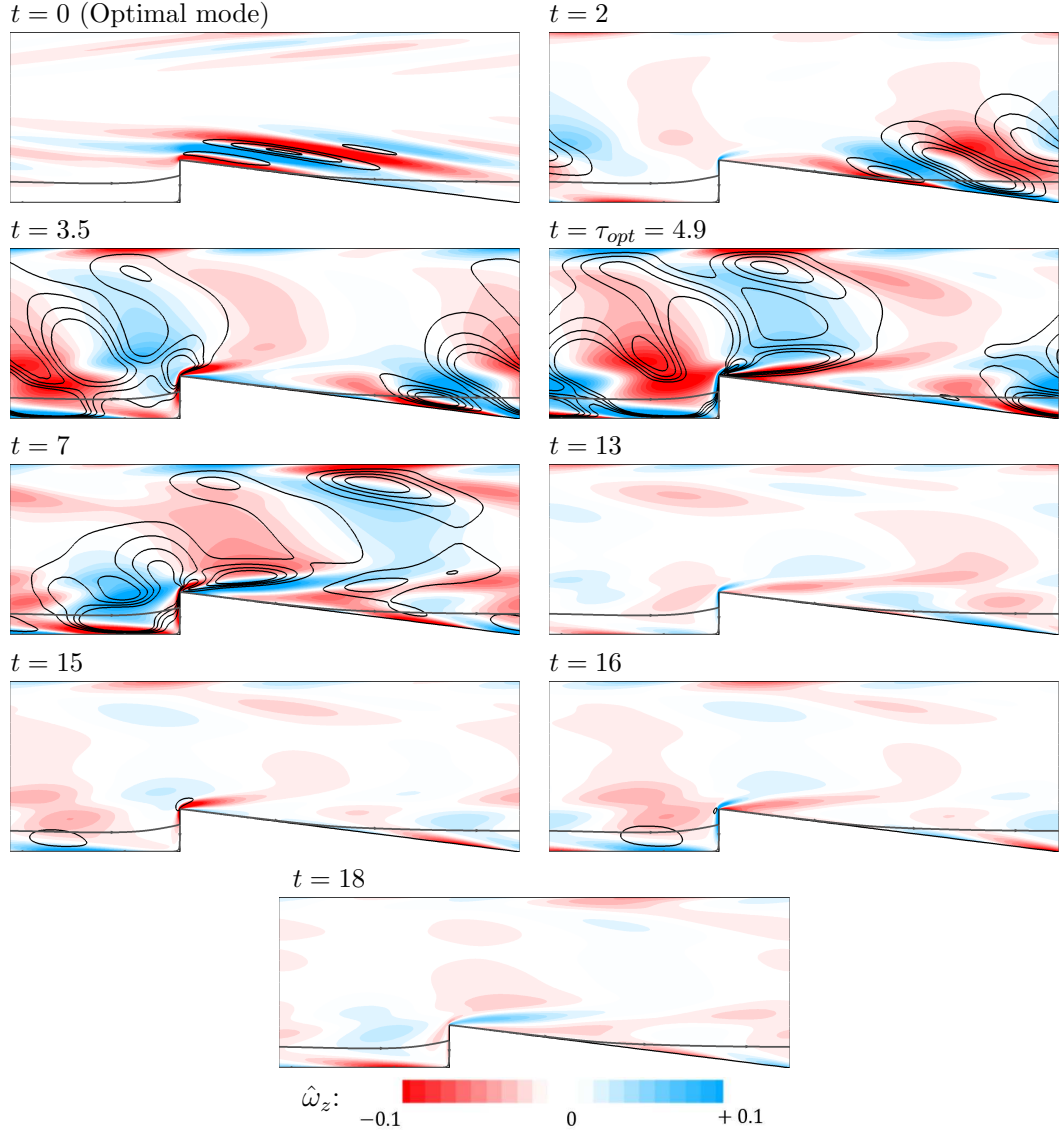 t = 0 (Optimal mode)
t = 2
t = 3.5
t = τ_opt = 4.9
t = 7
t = 13
t = 15
t = 16
t = 18
ω̂_z:
−0.1
0
+0.1